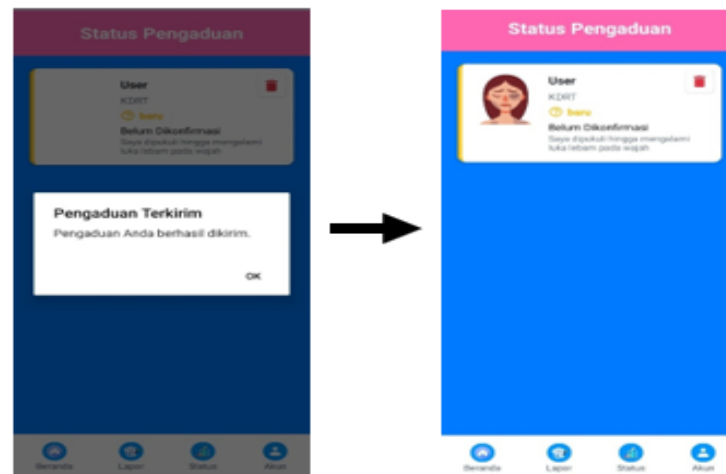 Status Pengaduan
User
KDRT
baru
Belum Dikonfirmasi
Saya dipukuli hingga mengalami
luka lebam pada wajah
Pengaduan Terkirim
Pengaduan Anda berhasil dikirim.
OK
Beranda
Lapor
Status
Akun
Status Pengaduan
User
KDRT
baru
Belum Dikonfirmasi
Saya dipukuli hingga mengalami
luka lebam pada wajah
Beranda
Lapor
Status
Akun